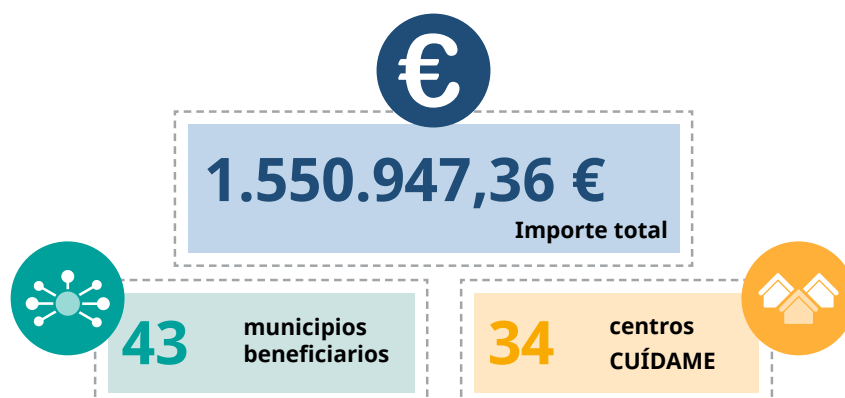 €
1.550.947,36 €
Importe total
43
municipios
beneficiarios
34
centros
CUÍDAME